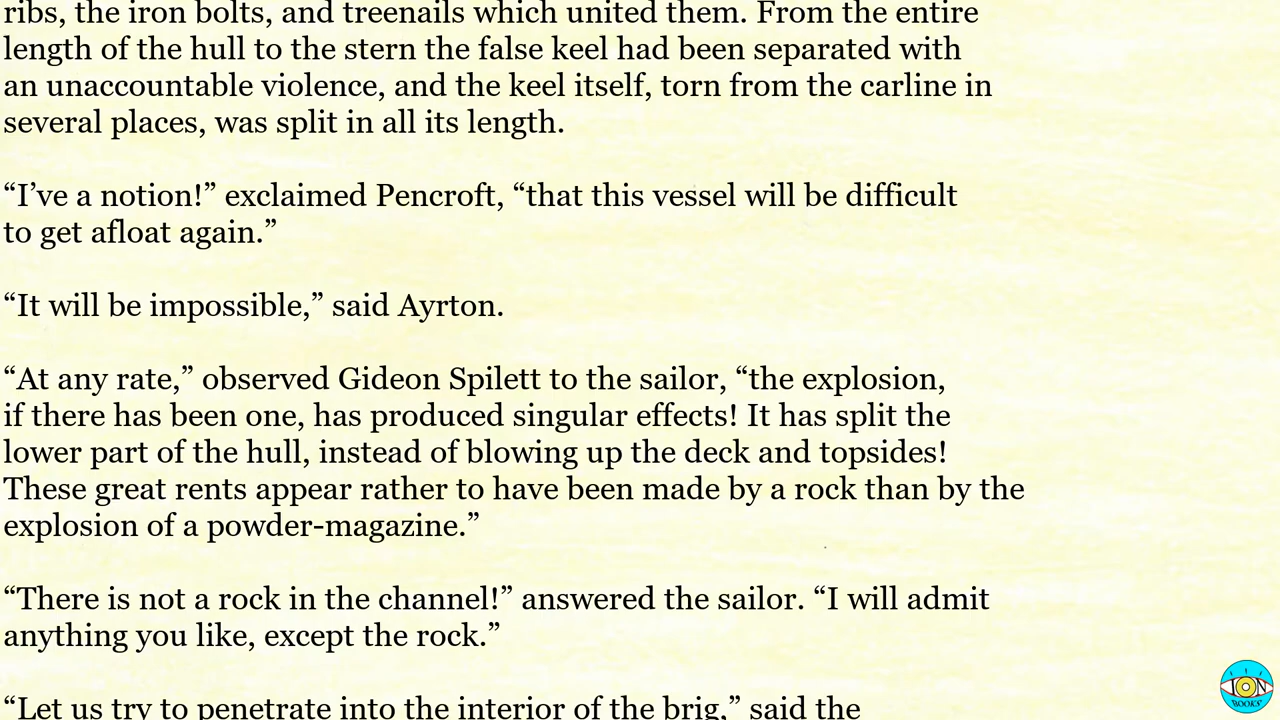 ribs, the iron bolts, and treenails which united them. From the entire
length of the hull to the stern the false keel had been separated with
an unaccountable violence, and the keel itself, torn from the carline in
several places, was split in all its length.
“I’ve a notion!” exclaimed Pencroft, “that this vessel will be difficult
to get afloat again.”
“It will be impossible,” said Ayrton.
“At any rate,” observed Gideon Spilett to the sailor, “the explosion,
if there has been one, has produced singular effects! It has split the
lower part of the hull, instead of blowing up the deck and topsides!
These great rents appear rather to have been made by a rock than by the
explosion of a powder-magazine.”
“There is not a rock in the channel!” answered the sailor. “I will admit
anything you like, except the rock.”
“Let us try to penetrate into the interior of the brig,” said the
ION
BOOKS